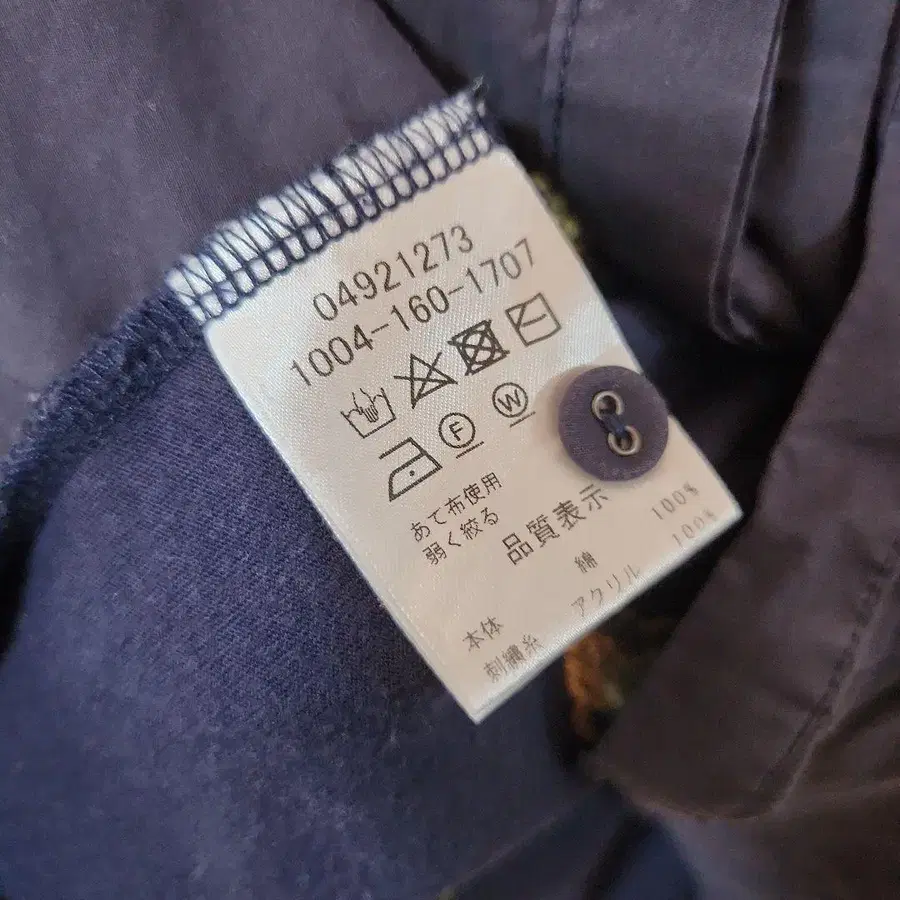 04921273
1004-160-1707
F W
あて布使用
弱く絞る
品質表示
本体 綿 100%
刺繍糸 アクリル 100%